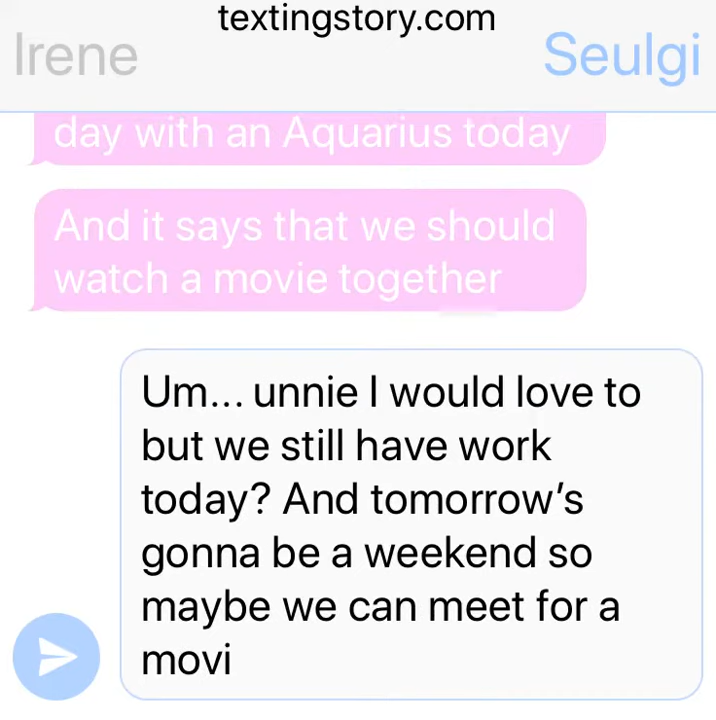 textingstory.com
Irene
Seulgi
day with an Aquarius today
And it says that we should
watch a movie together
Um... unnie I would love to
but we still have work
today? And tomorrow’s
gonna be a weekend so
maybe we can meet for a
movi